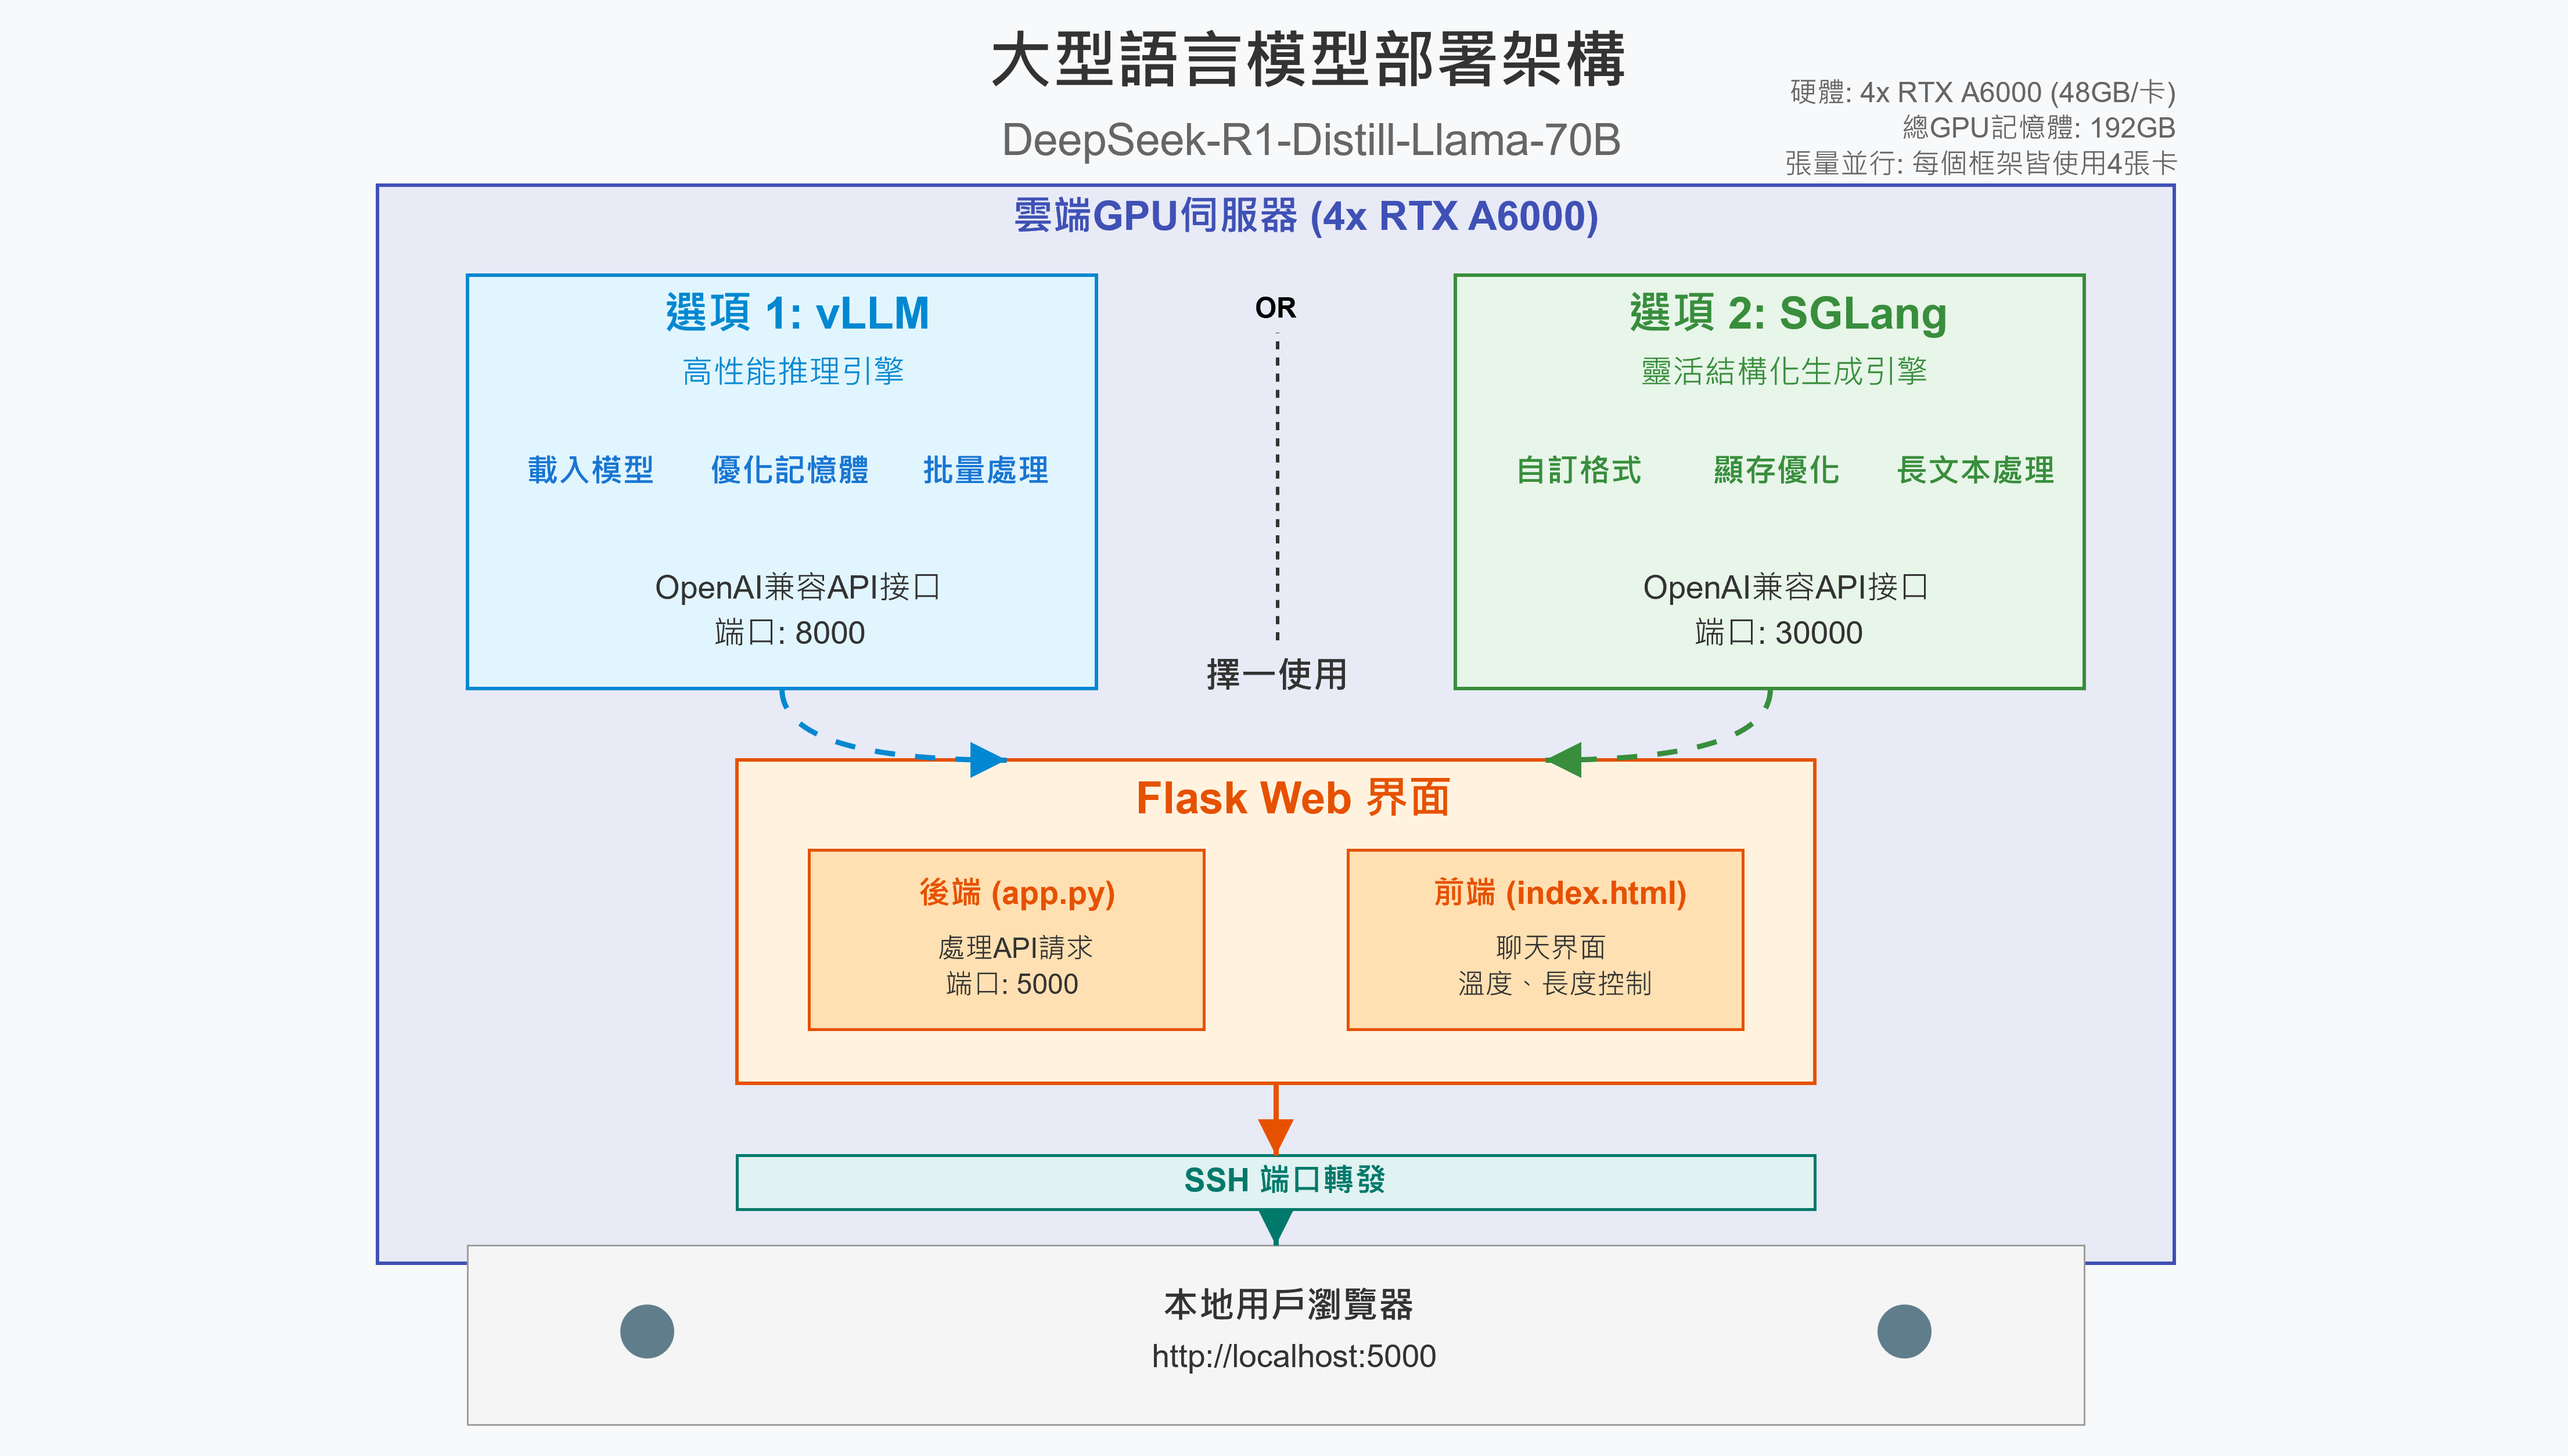 大型語言模型部署架構
DeepSeek-R1-Distill-Llama-70B
硬體: 4x RTX A6000 (48GB/卡)
總GPU記憶體: 192GB
張量並行: 每個框架皆使用4張卡
雲端GPU伺服器 (4x RTX A6000)
選項 1: vLLM
高性能推理引擎
載入模型 優化記憶體 批量處理
OpenAI兼容API接口
端口: 8000
OR
擇一使用
選項 2: SGLang
靈活結構化生成引擎
自訂格式 顯存優化 長文本處理
OpenAI兼容API接口
端口: 30000
Flask Web 界面
後端 (app.py)
處理API請求
端口: 5000
前端 (index.html)
聊天界面
溫度、長度控制
SSH 端口轉發
本地用戶瀏覽器
http://localhost:5000